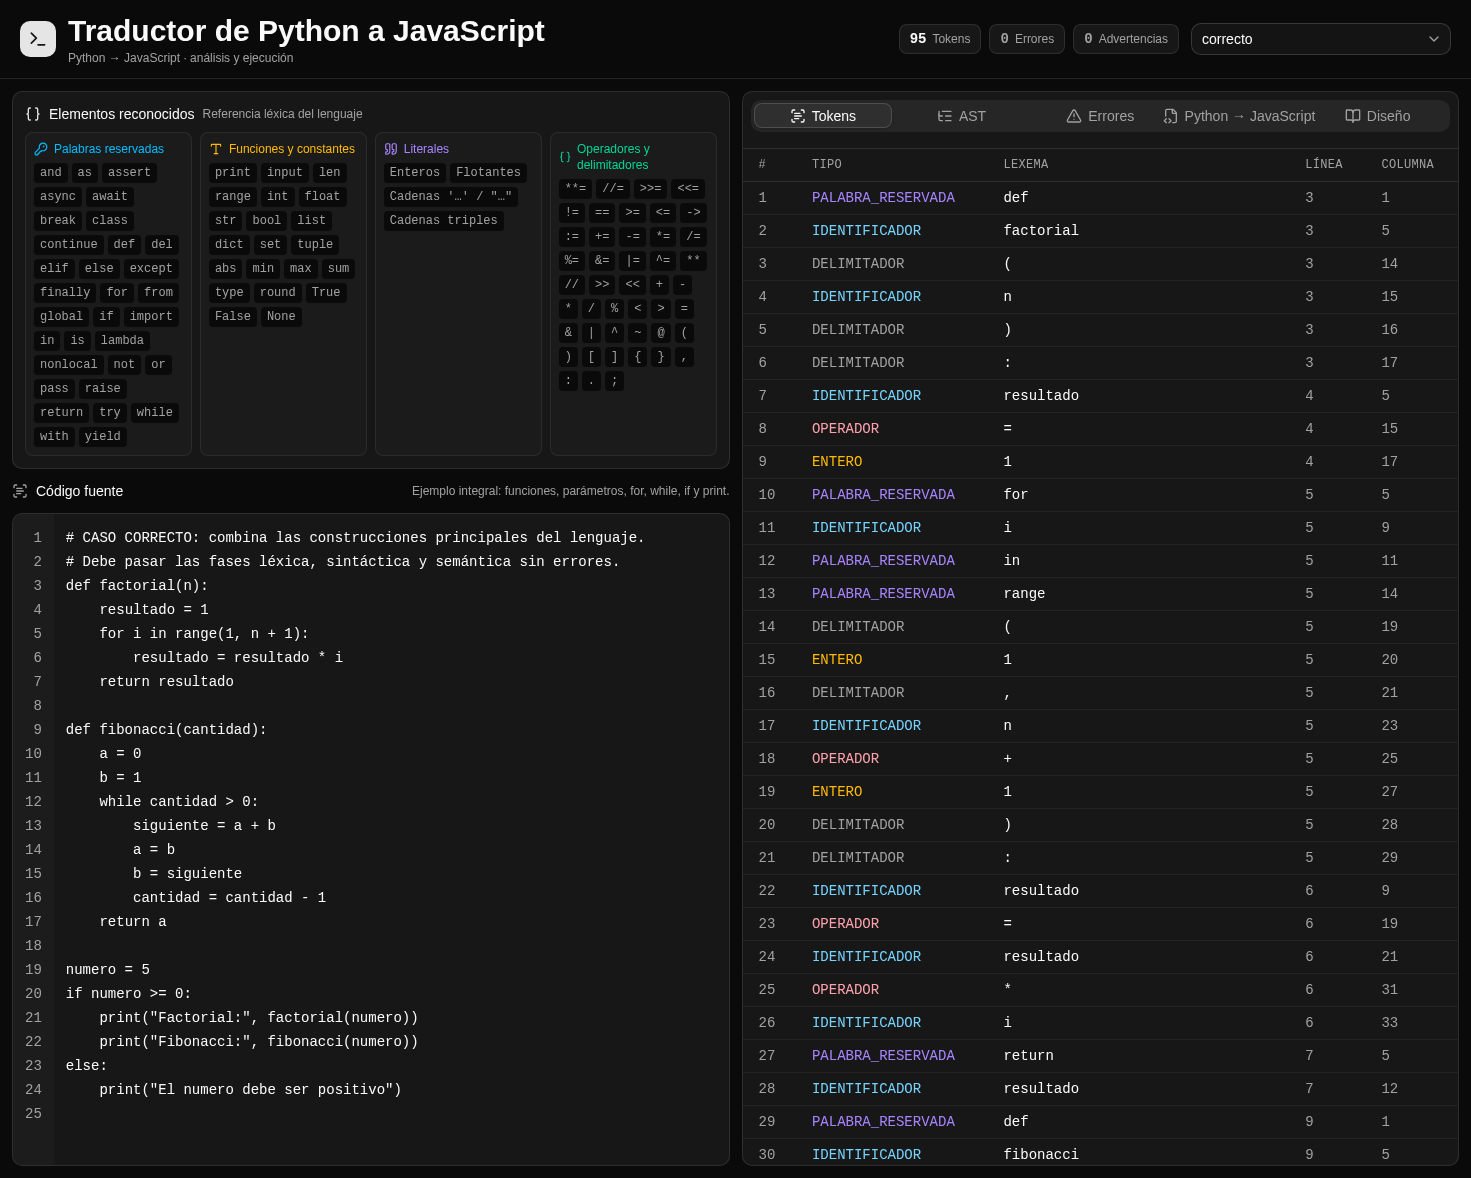 Traductor de Python a JavaScript
Python → JavaScript · análisis y ejecución
95 Tokens
0 Errores
0 Advertencias
correcto
Elementos reconocidos Referencia léxica del lenguaje
Palabras reservadas
and as assert
async await
break class
continue def del
elif else except
finally for from
global if import
in is lambda
nonlocal not or
pass raise
return try while
with yield
Funciones y constantes
print input len
range int float
str bool list
dict set tuple
abs min max sum
type round True
False None
Literales
Enteros Flotantes
Cadenas '…' / "…"
Cadenas triples
Operadores y
delimitadores
**= //= >>= <<=
!= == >= <= ->
:= += -= *= /=
%= &= |= ^= **
// >> << + -
* / % < > =
& | ^ ~ @ (
) [ ] { } ,
: . ;
Código fuente
Ejemplo integral: funciones, parámetros, for, while, if y print.
1 # CASO CORRECTO: combina las construcciones principales del lenguaje.
2 # Debe pasar las fases léxica, sintáctica y semántica sin errores.
3 def factorial(n):
4 resultado = 1
5 for i in range(1, n + 1):
6 resultado = resultado * i
7 return resultado
8
9 def fibonacci(cantidad):
10 a = 0
11 b = 1
12 while cantidad > 0:
13 siguiente = a + b
14 a = b
15 b = siguiente
16 cantidad = cantidad - 1
17 return a
18
19 numero = 5
20 if numero >= 0:
21 print("Factorial:", factorial(numero))
22 print("Fibonacci:", fibonacci(numero))
23 else:
24 print("El numero debe ser positivo")
25
Tokens AST Errores Python → JavaScript Diseño
# TIPO LEXEMA LÍNEA COLUMNA
1 PALABRA_RESERVADA def 3 1
2 IDENTIFICADOR factorial 3 5
3 DELIMITADOR ( 3 14
4 IDENTIFICADOR n 3 15
5 DELIMITADOR ) 3 16
6 DELIMITADOR : 3 17
7 IDENTIFICADOR resultado 4 5
8 OPERADOR = 4 15
9 ENTERO 1 4 17
10 PALABRA_RESERVADA for 5 5
11 IDENTIFICADOR i 5 9
12 PALABRA_RESERVADA in 5 11
13 PALABRA_RESERVADA range 5 14
14 DELIMITADOR ( 5 19
15 ENTERO 1 5 20
16 DELIMITADOR , 5 21
17 IDENTIFICADOR n 5 23
18 OPERADOR + 5 25
19 ENTERO 1 5 27
20 DELIMITADOR ) 5 28
21 DELIMITADOR : 5 29
22 IDENTIFICADOR resultado 6 9
23 OPERADOR = 6 19
24 IDENTIFICADOR resultado 6 21
25 OPERADOR * 6 31
26 IDENTIFICADOR i 6 33
27 PALABRA_RESERVADA return 7 5
28 IDENTIFICADOR resultado 7 12
29 PALABRA_RESERVADA def 9 1
30 IDENTIFICADOR fibonacci 9 5